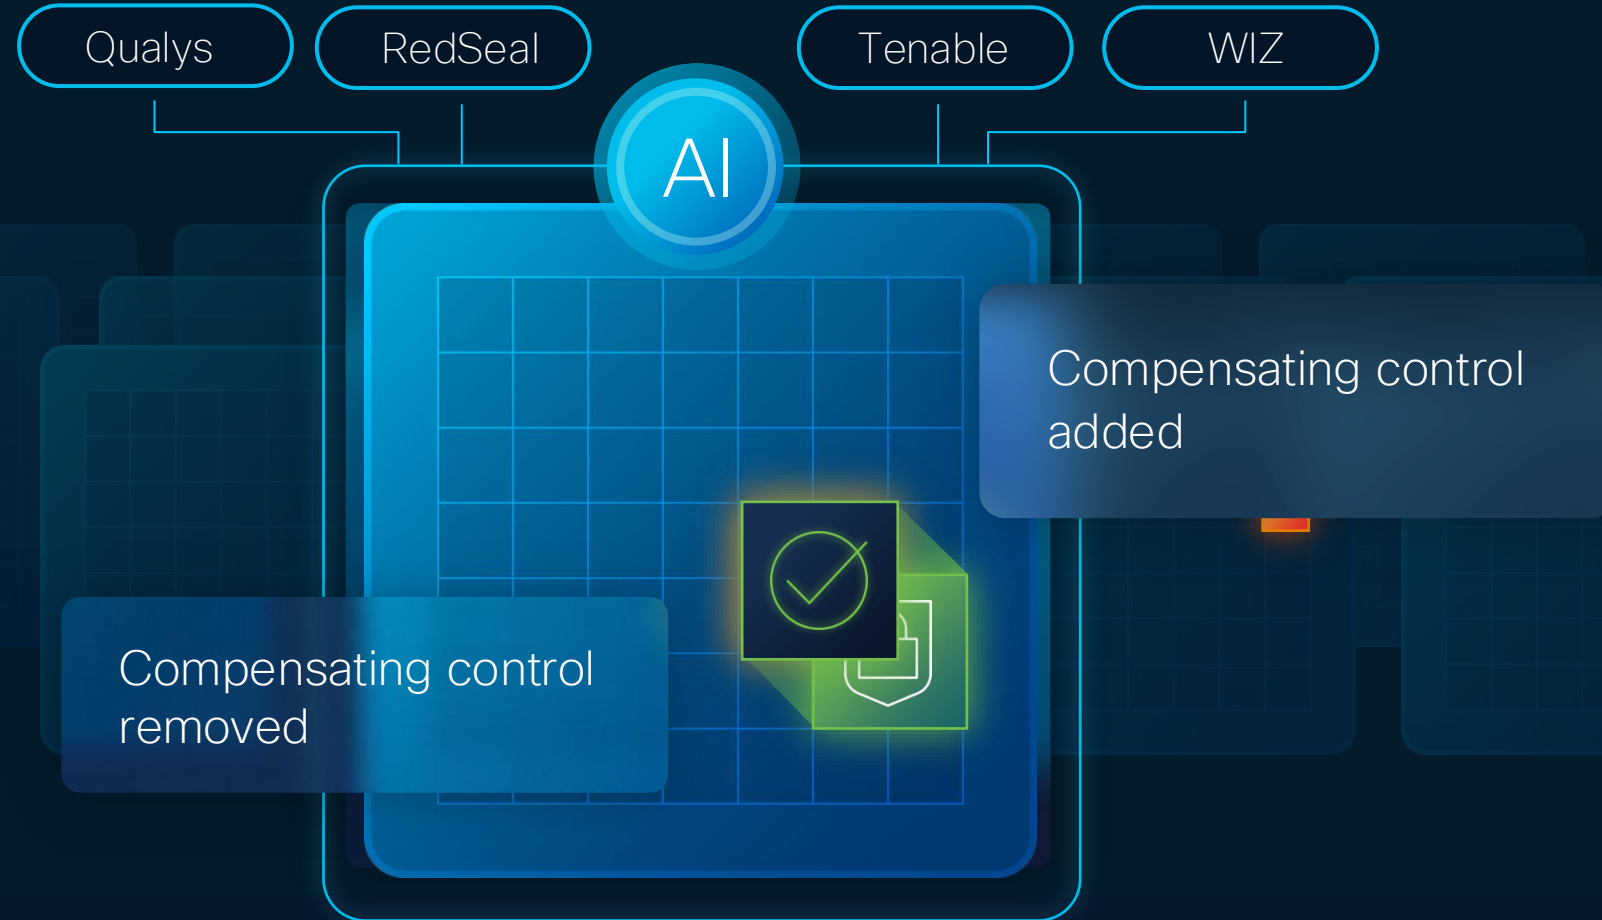 Qualys
RedSeal
Tenable
WIZ
AI
Compensating control
added
Compensating control
removed